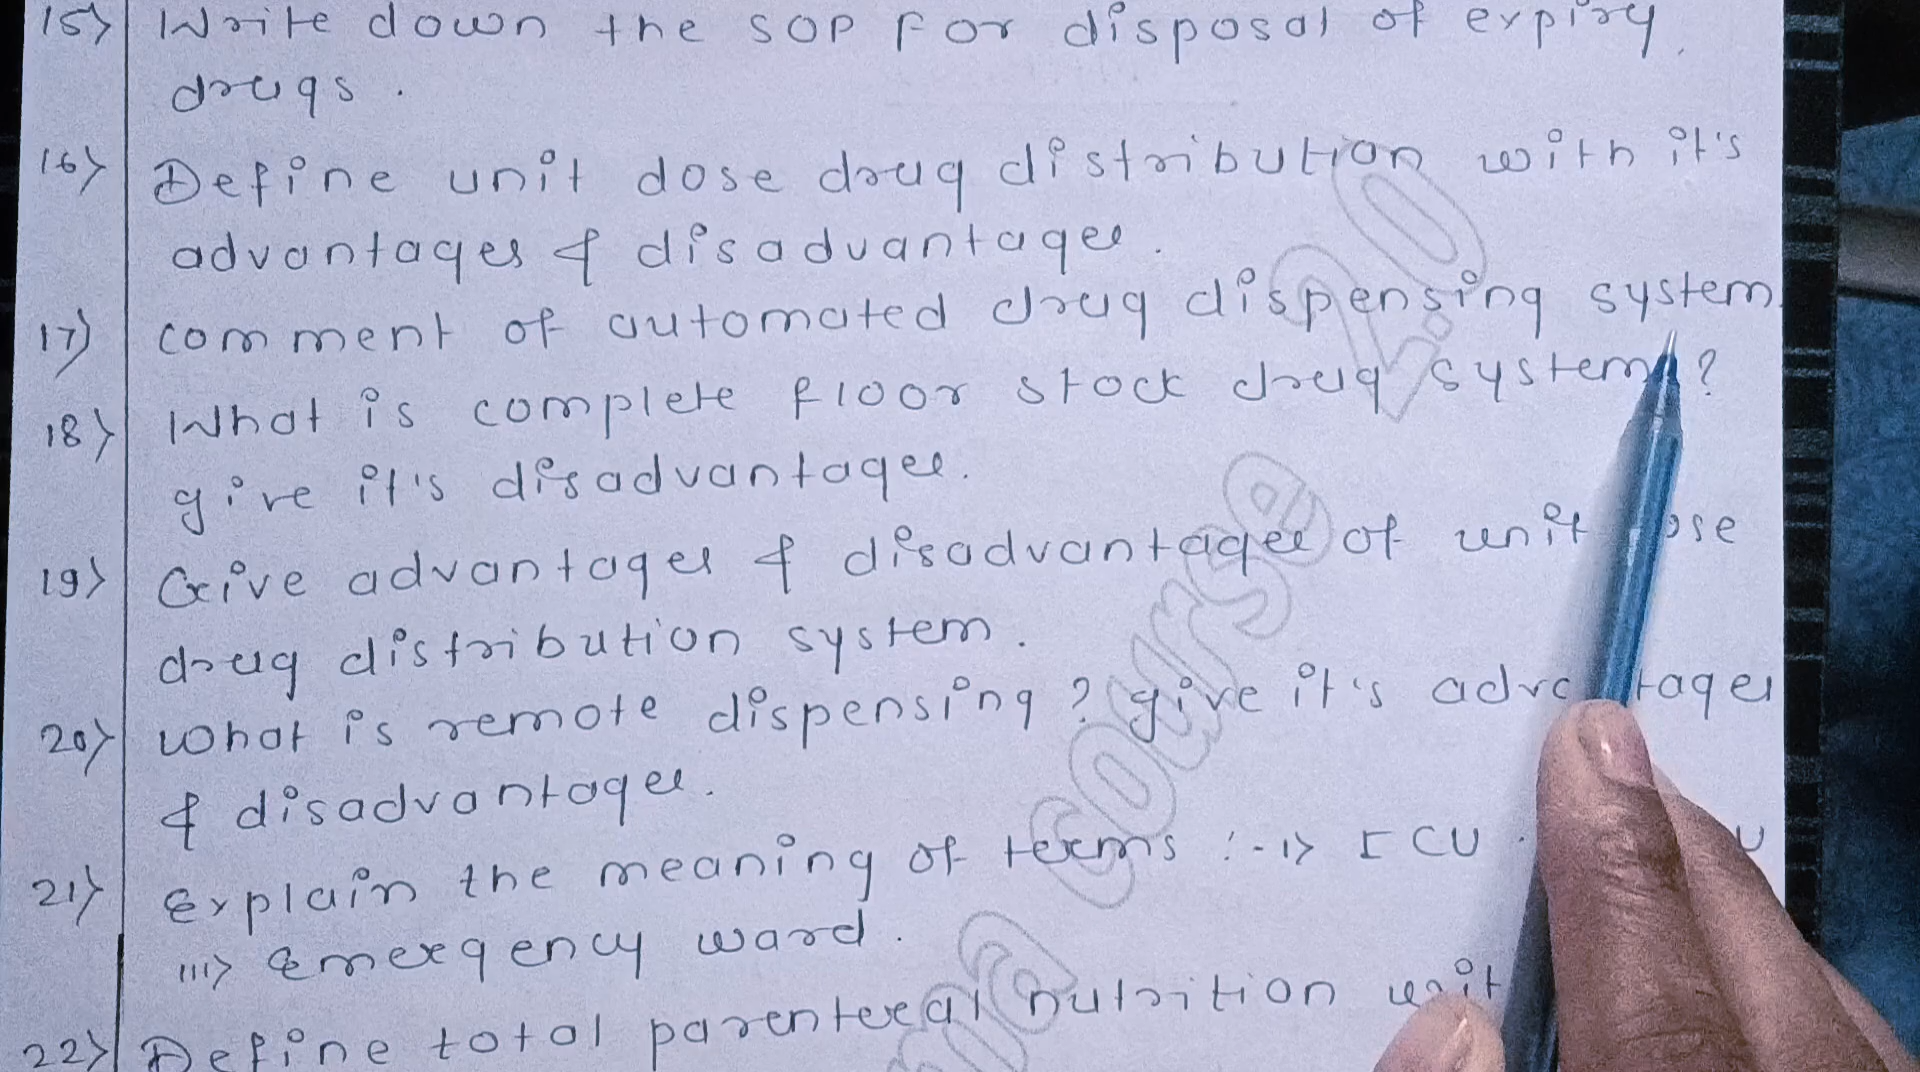 15) Write down the SOP For disposal of expiry
drugs.
16) Define unit dose drug distribution with it's
advantages & disadvantages.
17) comment of automated drug dispensing system.
18) What is complete floor stock drug system?
give it's disadvantages.
19) Give advantages & disadvantages of unit
drug distribution system.
20) What is remote dispensing? give it's
& disadvantages.
21) Explain the meaning of terms :- i) ICU
iii) Emergency ward.
22) Define total parenteral nutrition unit